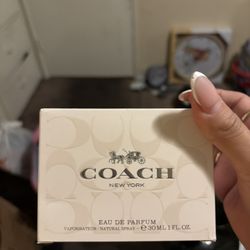 COACH
NEW YORK
EAU DE PARFUM
VAPORISATEUR / NATURAL SPRAY - ℮ 30 ML 1 FL. OZ